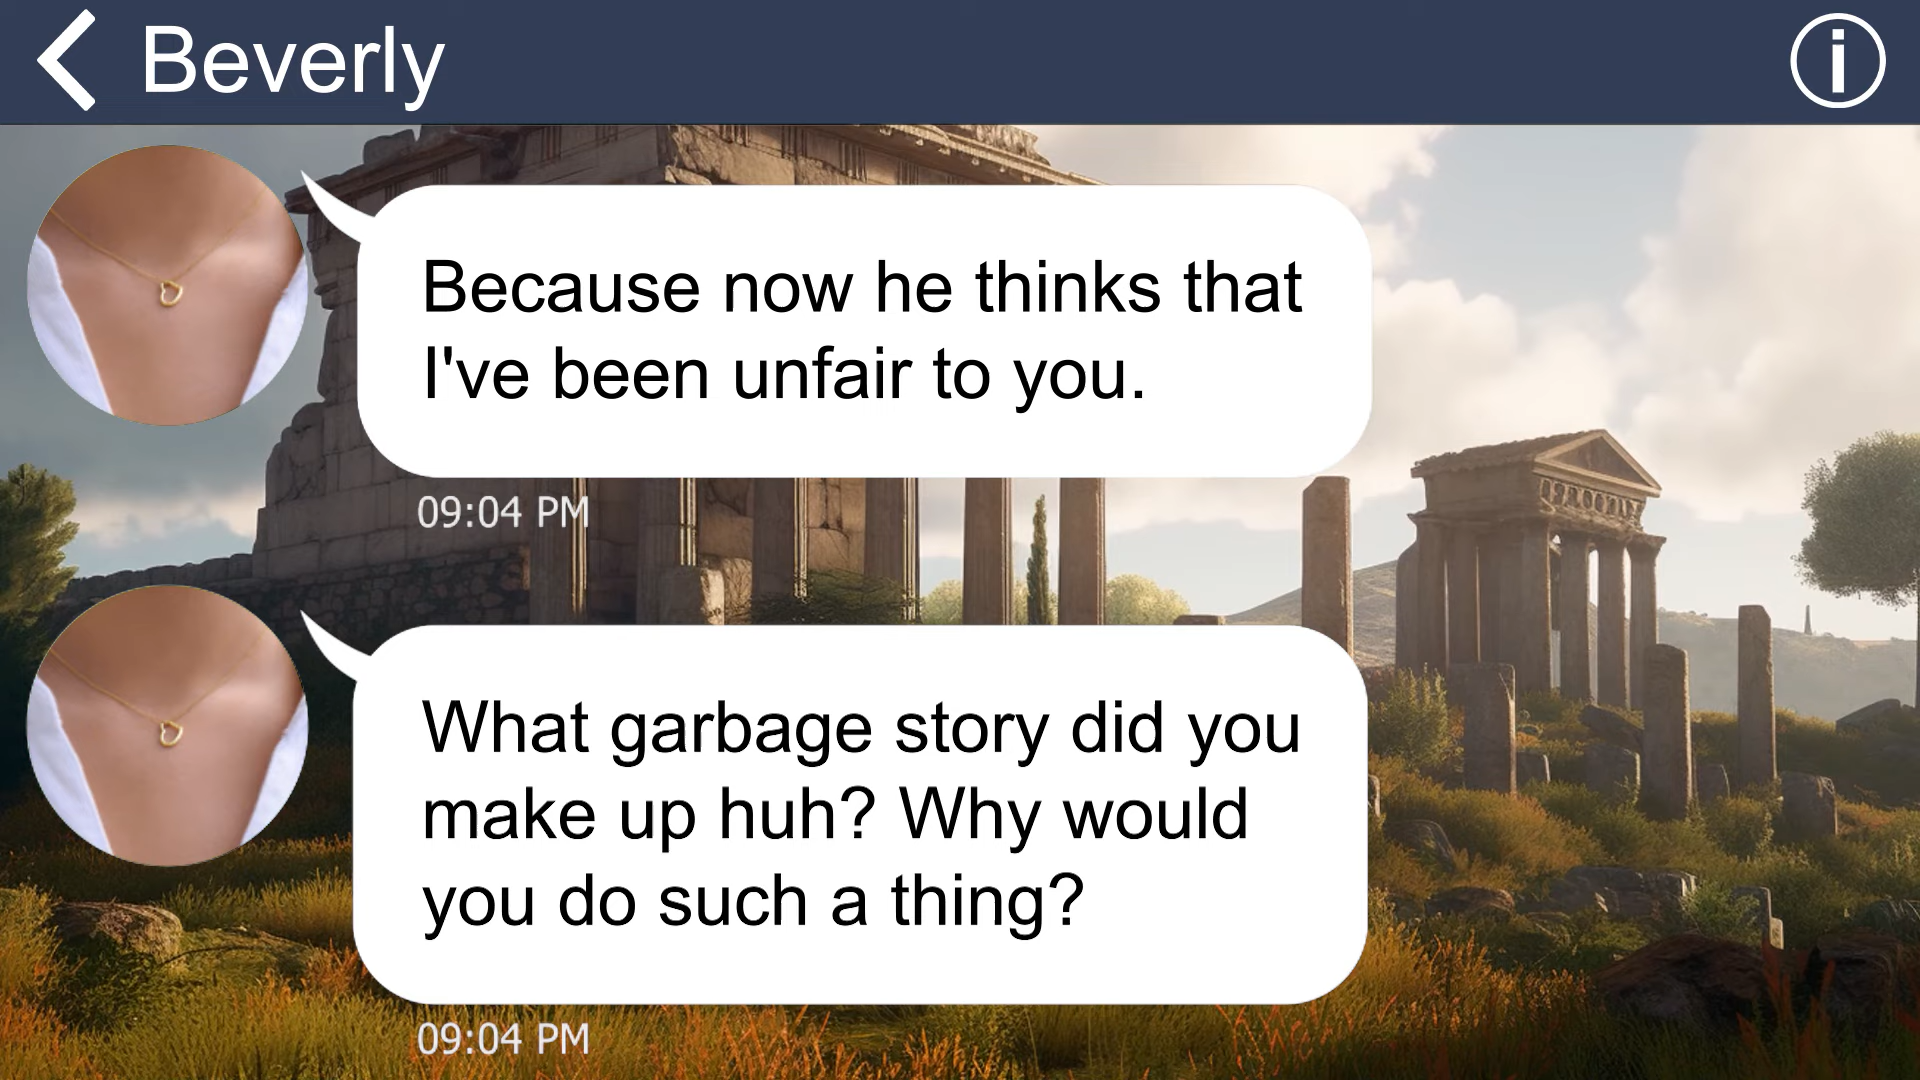 Beverly
Because now he thinks that
I've been unfair to you.
09:04 PM
What garbage story did you
make up huh? Why would
you do such a thing?
09:04 PM